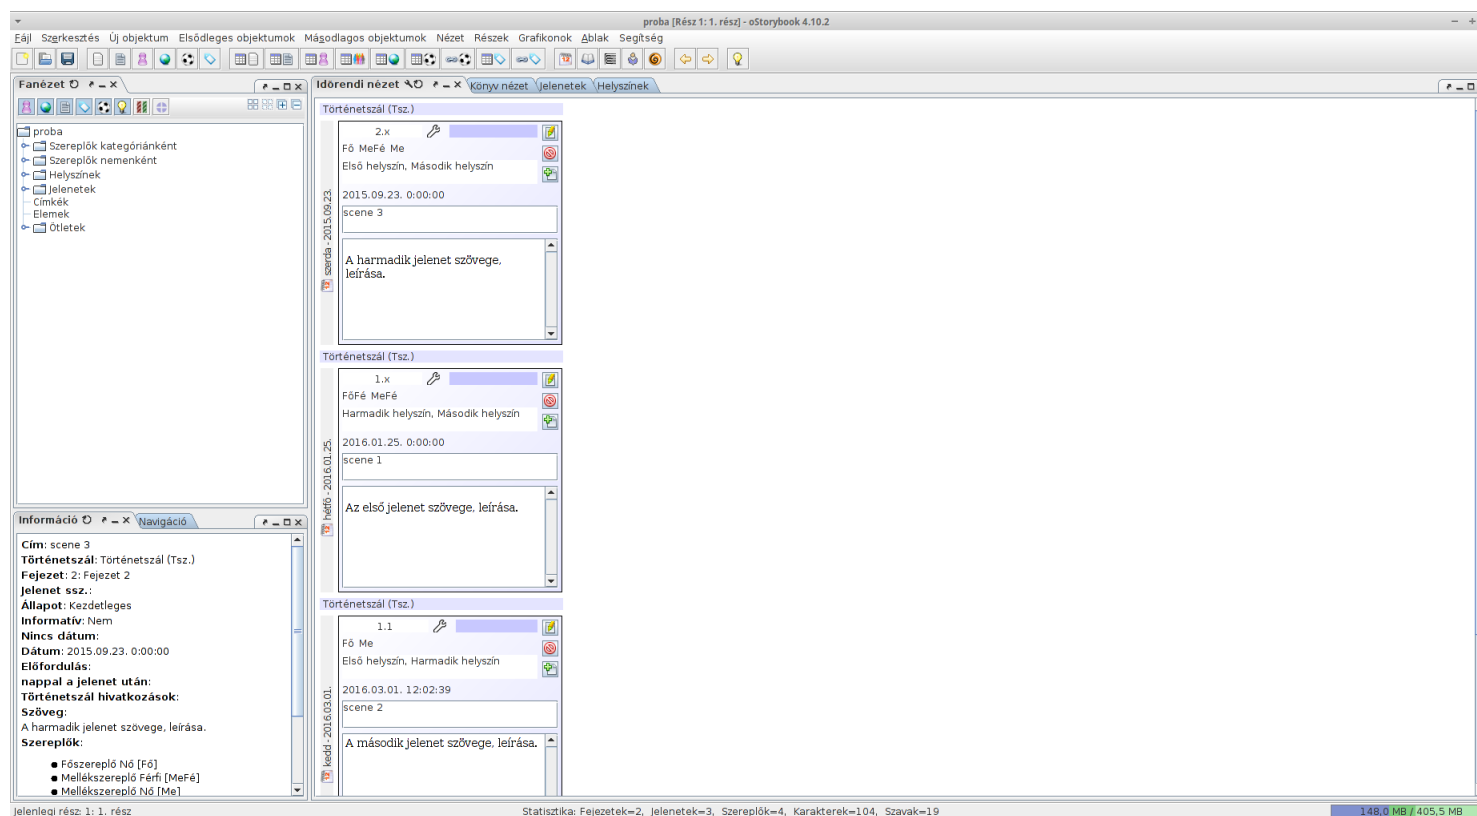 proba [Rész 1: 1. rész] - oStorybook 4.10.2
Fájl Szerkesztés Új objektum Elsődleges objektumok Másodlagos objektumok Nézet Részek Grafikonok Ablak Segítség
Fanézet
proba
Szereplők kategóriánként
Szereplők nemenként
Helyszínek
Jelenetek
Címkék
Elemek
Ötletek
Információ Navigáció
Cím: scene 3
Történetszál: Történetszál (Tsz.)
Fejezet: 2: Fejezet 2
Jelenet ssz.:
Állapot: Kezdetleges
Informatív: Nem
Nincs dátum:
Dátum: 2015.09.23. 0:00:00
Előfordulás:
nappal a jelenet után:
Történetszál hivatkozások:
Szöveg:
A harmadik jelenet szövege, leírása.
Szereplők:
Főszereplő Nő [Fő]
Mellékszereplő Férfi [MeFé]
Mellékszereplő Nő [Me]
Időrendi nézet Könyv nézet Jelenetek Helyszínek
Történetszál (Tsz.)
szerda - 2015.09.23.
2.x
Fő MeFé Me
Első helyszín, Második helyszín
2015.09.23. 0:00:00
scene 3
A harmadik jelenet szövege,
leírása.
Történetszál (Tsz.)
hétfő - 2016.01.25.
1.x
FőFé MeFé
Harmadik helyszín, Második helyszín
2016.01.25. 0:00:00
scene 1
Az első jelenet szövege, leírása.
Történetszál (Tsz.)
kedd - 2016.03.01.
1.1
Fő Me
Első helyszín, Harmadik helyszín
2016.03.01. 12:02:39
scene 2
A második jelenet szövege, leírása.
Jelenlegi rész: 1: 1. rész
Statisztika: Fejezetek=2, Jelenetek=3, Szereplők=4, Karakterek=104, Szavak=19
148,0 MB / 405,5 MB